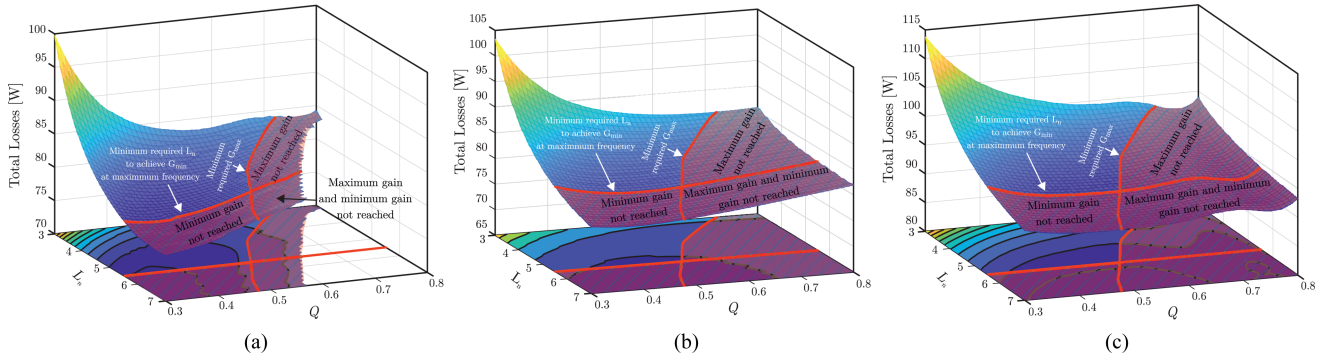 100
95
90
85
80
75
70
Total Losses [W]
3
4
5
6
7
Lₙ
0.3
0.4
0.5
0.6
0.7
0.8
Q
Minimum required Lₙ
to achieve Gₘᵢₙ
at maximmum frequency
Minimum
required Gₘₐₓ
Maximum gain
not reached
Minimum gain
not reached
Maximum gain
and minimum gain
not reached
(a)
105
100
95
90
85
80
75
70
65
Total Losses [W]
3
4
5
6
7
Lₙ
0.3
0.4
0.5
0.6
0.7
0.8
Q
Minimum required Lₙ
to achieve Gₘᵢₙ
at maximmum frequency
Minimum
required Gₘₐₓ
Maximum gain
not reached
Minimum gain
not reached
Maximum gain and minimum
gain not reached
(b)
115
110
105
100
95
90
85
80
Total Losses [W]
3
4
5
6
7
Lₙ
0.3
0.4
0.5
0.6
0.7
0.8
Q
Minimum required Lₙ
to achieve Gₘᵢₙ
at maximmum frequency
Minimum
required Gₘₐₓ
Maximum gain
not reached
Minimum gain
not reached
Maximum gain and minimum
gain not reached
(c)